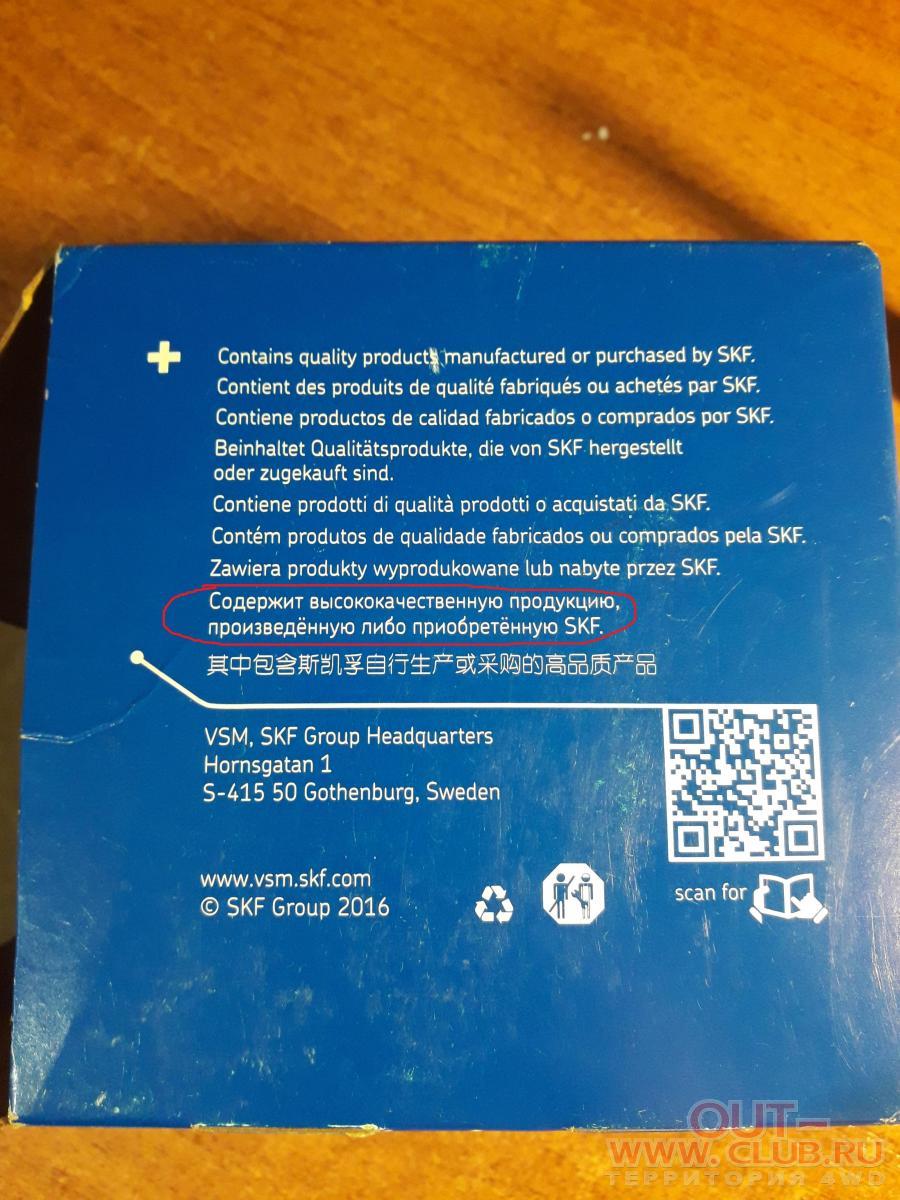 Contains quality products manufactured or purchased by SKF.
Contient des produits de qualité fabriqués ou achetés par SKF.
Contiene productos de calidad fabricados o comprados por SKF.
Beinhaltet Qualitätsprodukte, die von SKF hergestellt
oder zugekauft sind.
Contiene prodotti di qualità prodotti o acquistati da SKF.
Contém produtos de qualidade fabricados ou comprados pela SKF.
Zawiera produkty wyprodukowane lub nabyte przez SKF.
Содержит высококачественную продукцию,
произведённую либо приобретённую SKF.
其中包含斯凯孚自行生产或采购的高品质产品
VSM, SKF Group Headquarters
Hornsgatan 1
S-415 50 Gothenburg, Sweden
www.vsm.skf.com
© SKF Group 2016
scan for
OUT-
WWW.CLUB.RU
ТЕРРИТОРИЯ 4WD